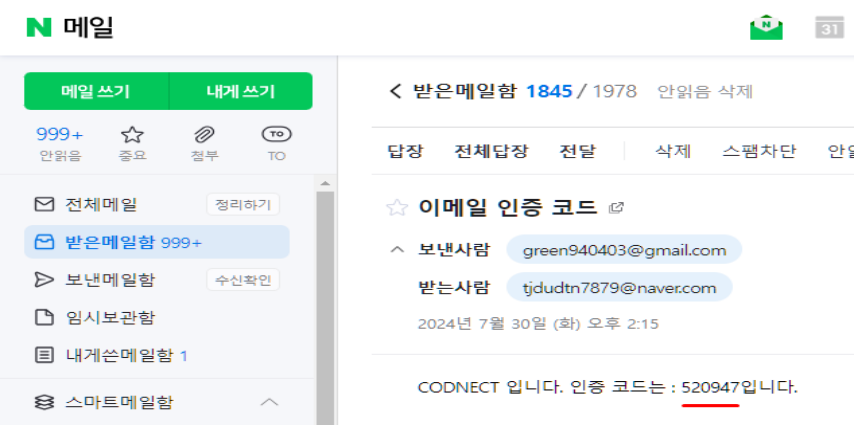 N 메일
31
메일 쓰기 내게 쓰기
999+ 안읽음
중요
첨부
TO TO
전체메일 정리하기
받은메일함 999+
보낸메일함 수신확인
임시보관함
내게쓴메일함 1
스마트메일함
받은메일함 1845 / 1978 안읽음 삭제
답장 전체답장 전달 삭제 스팸차단
이메일 인증 코드
보낸사람 green940403@gmail.com
받는사람 tjdudtn7879@naver.com
2024년 7월 30일 (화) 오후 2:15
CODNECT 입니다. 인증 코드는 : 520947입니다.